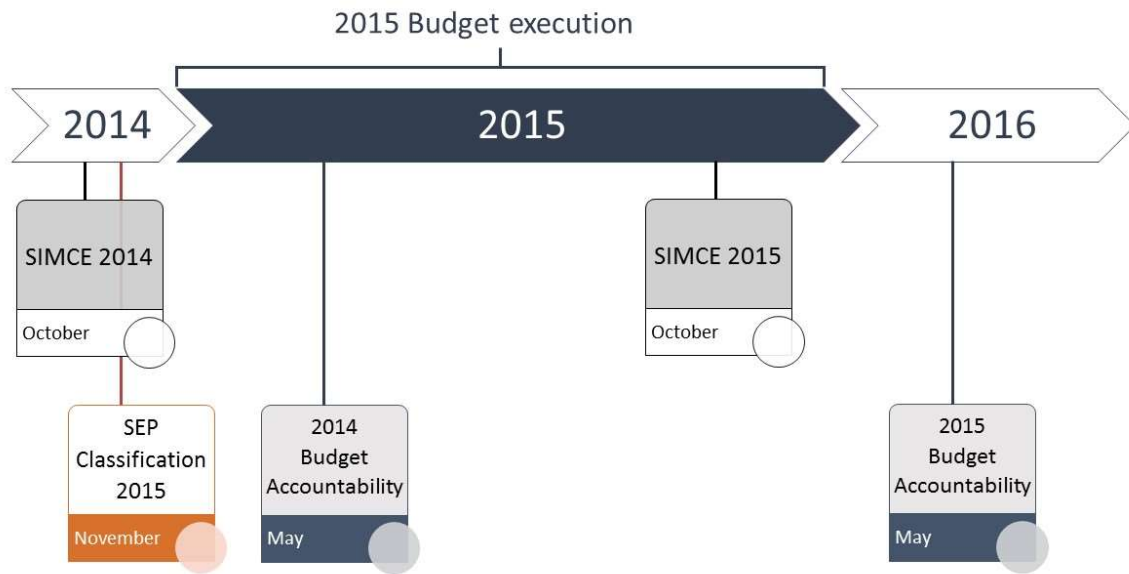 2015 Budget execution
2014
2015
2016
SIMCE 2014
October
SIMCE 2015
October
SEP
Classification
2015
November
2014
Budget
Accountability
May
2015
Budget
Accountability
May